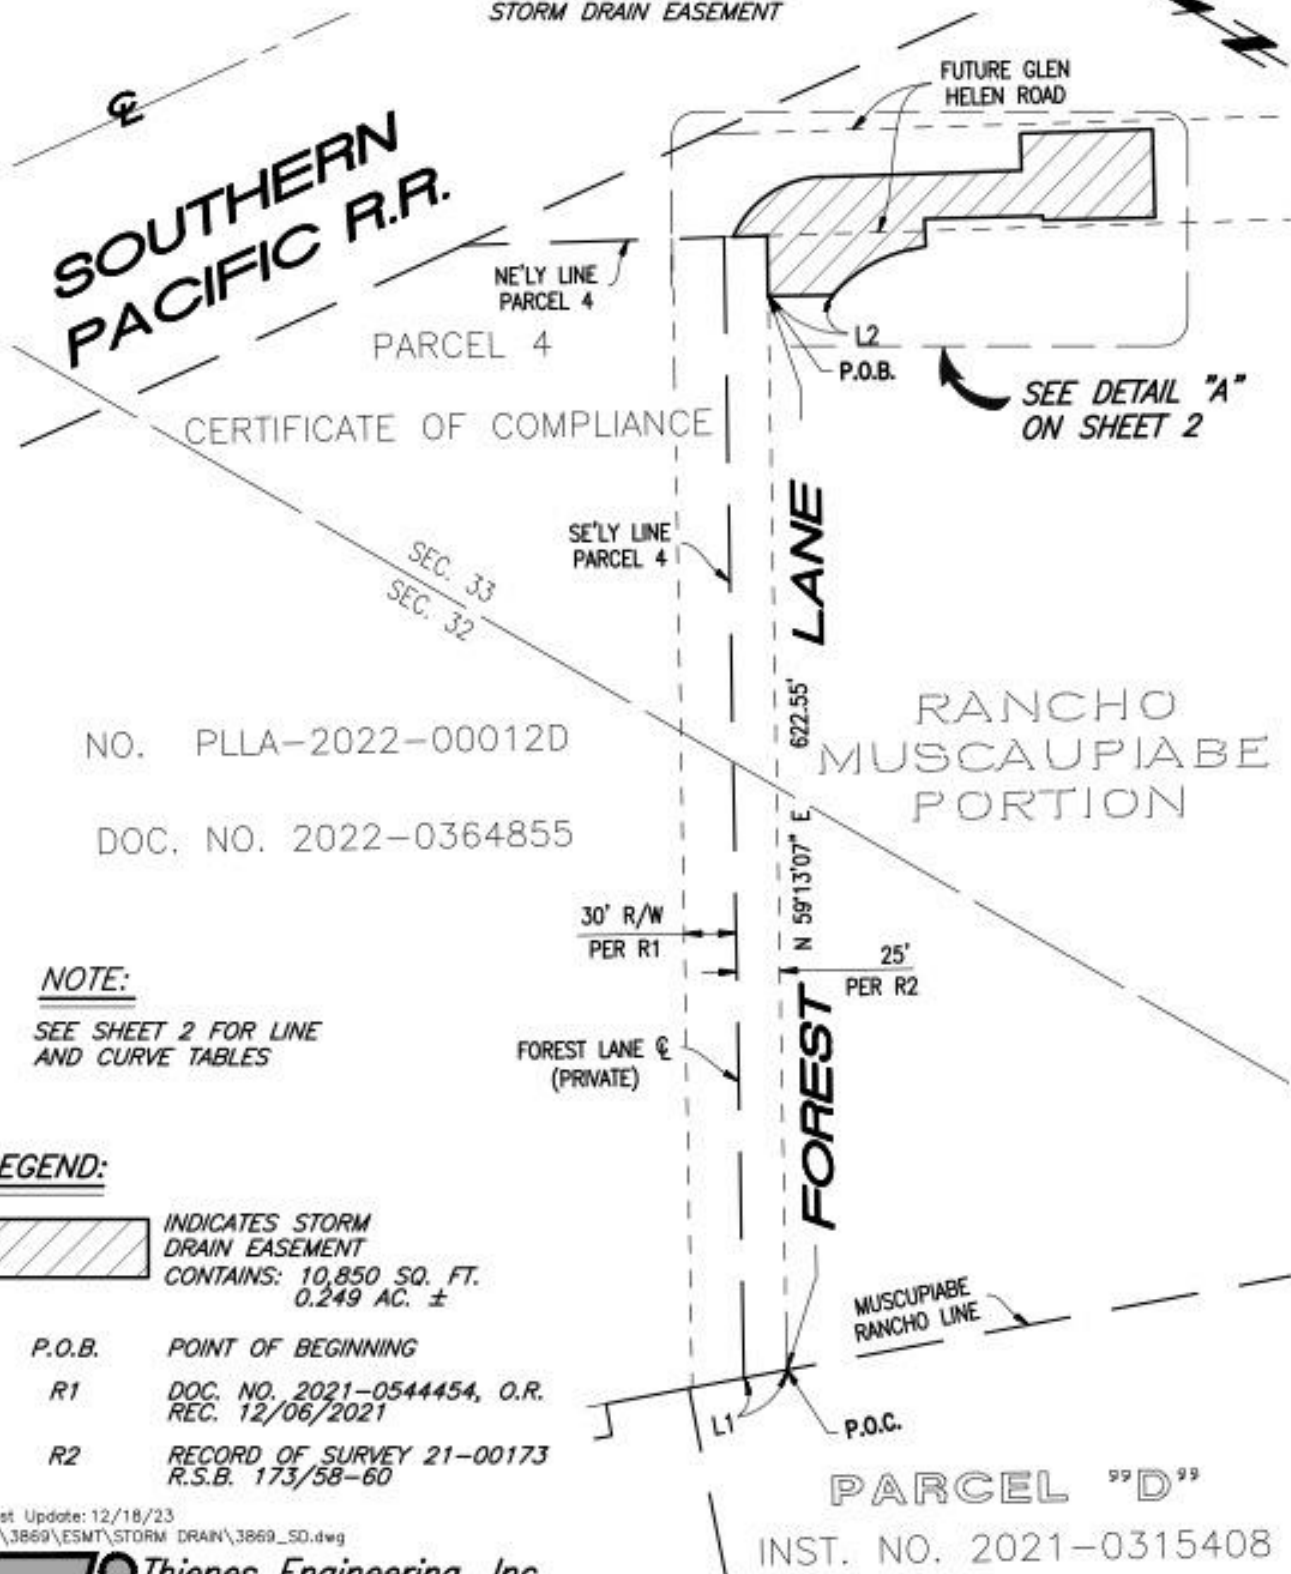 STORM DRAIN EASEMENT
FUTURE GLEN
HELEN ROAD
℄
SOUTHERN
PACIFIC R.R.
NE'LY LINE
PARCEL 4
PARCEL 4
L2
P.O.B.
SEE DETAIL "A"
ON SHEET 2
CERTIFICATE OF COMPLIANCE
SE'LY LINE
PARCEL 4
LANE
SEC. 33
SEC. 32
622.55'
RANCHO
MUSCAUPIABE
PORTION
NO. PLLA-2022-00012D
DOC. NO. 2022-0364855
N 59°13'07" E
30' R/W
PER R1
25'
PER R2
NOTE:
SEE SHEET 2 FOR LINE
AND CURVE TABLES
FOREST LANE ℄
(PRIVATE)
FOREST
EGEND:
INDICATES STORM
DRAIN EASEMENT
CONTAINS: 10,850 SQ. FT.
0.249 AC. ±
MUSCUPIABE
RANCHO LINE
P.O.B. POINT OF BEGINNING
R1 DOC. NO. 2021-0544454, O.R.
REC. 12/06/2021
L1
P.O.C.
R2 RECORD OF SURVEY 21-00173
R.S.B. 173/58-60
PARCEL "D"
INST. NO. 2021-0315408
st Update: 12/18/23
\3869\ESMT\STORM DRAIN\3869_SD.dwg
Thienes Engineering, Inc.